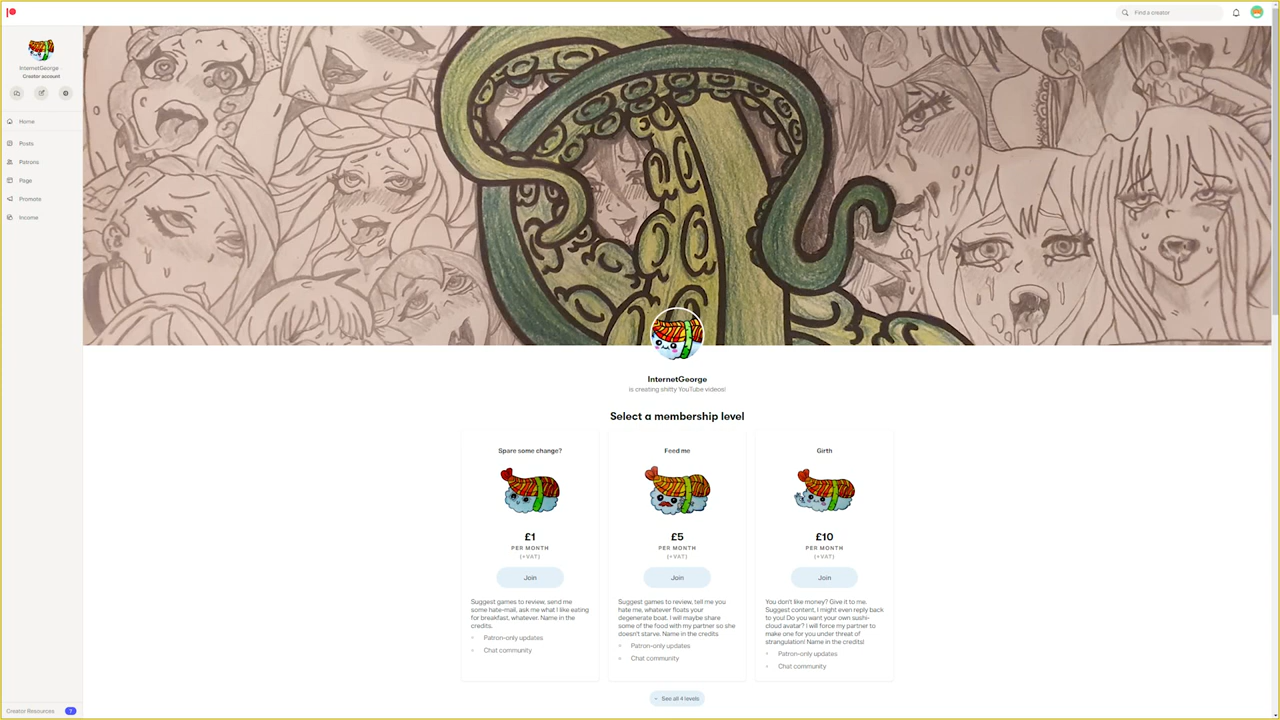 Find a creator
InternetGeorge
Creator account
Home
Posts
Patrons
Page
Promote
Income
InternetGeorge
is creating shitty YouTube videos!
Select a membership level
Spare some change?
£1
PER MONTH
(+VAT)
Join
Suggest games to review, send me
some hate-mail, ask me what I like eating
for breakfast, whatever. Name in the
credits.
Patron-only updates
Chat community
Feed me
£5
PER MONTH
(+VAT)
Join
Suggest games to review, tell me you
hate me, whatever floats your
degenerate boat. I will maybe share
some of the food with my partner so she
doesn't starve. Name in the credits
Patron-only updates
Chat community
Girth
£10
PER MONTH
(+VAT)
Join
You don't like money? Give it to me.
Suggest content, I might even reply back
to you! Do you want your own sushi-
cloud avatar? I will force my partner to
make one for you under threat of
strangulation! Name in the credits!
Patron-only updates
Chat community
See all 4 levels
Creator Resources
7